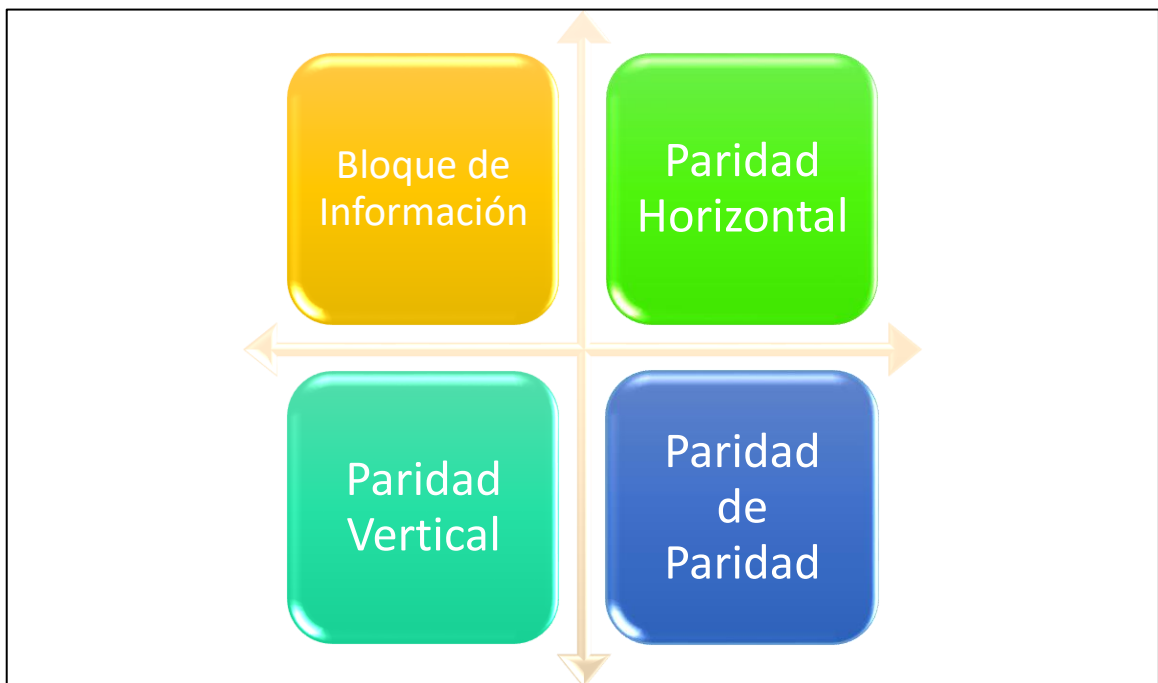 Bloque de
Información
Paridad
Horizontal
Paridad
Vertical
Paridad
de
Paridad